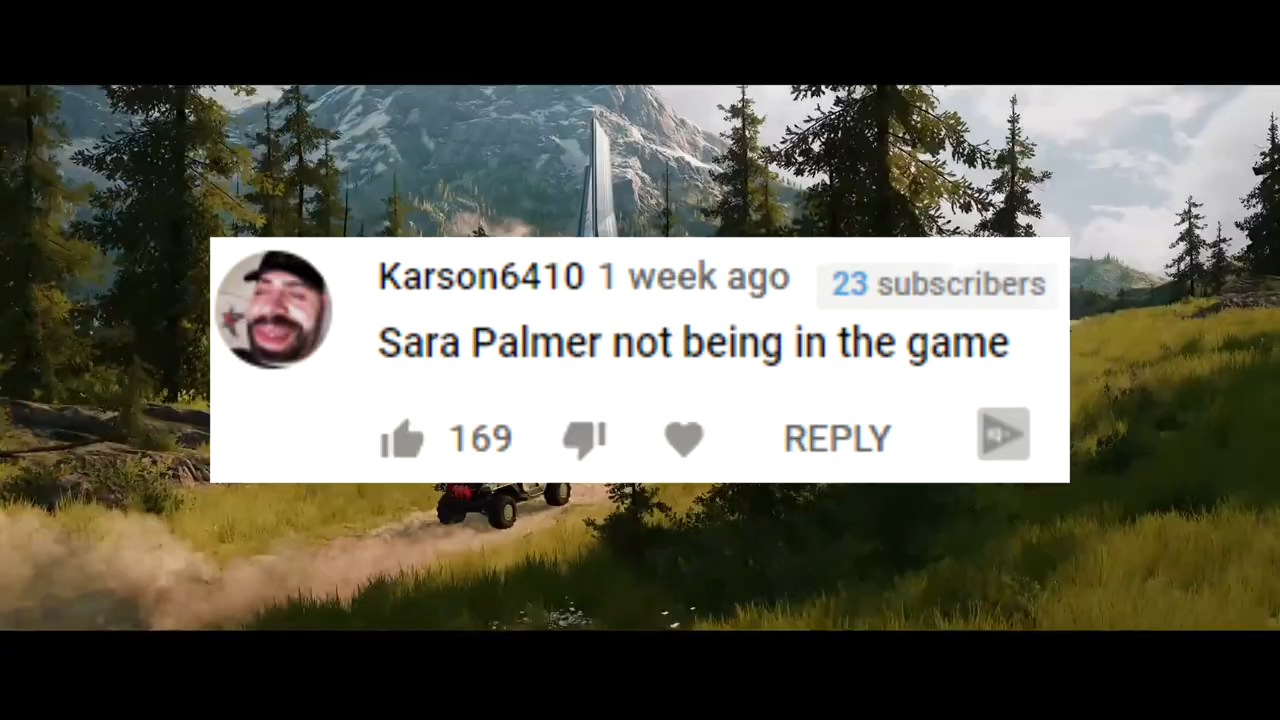 Karson6410 1 week ago 23 subscribers
Sara Palmer not being in the game
169 REPLY